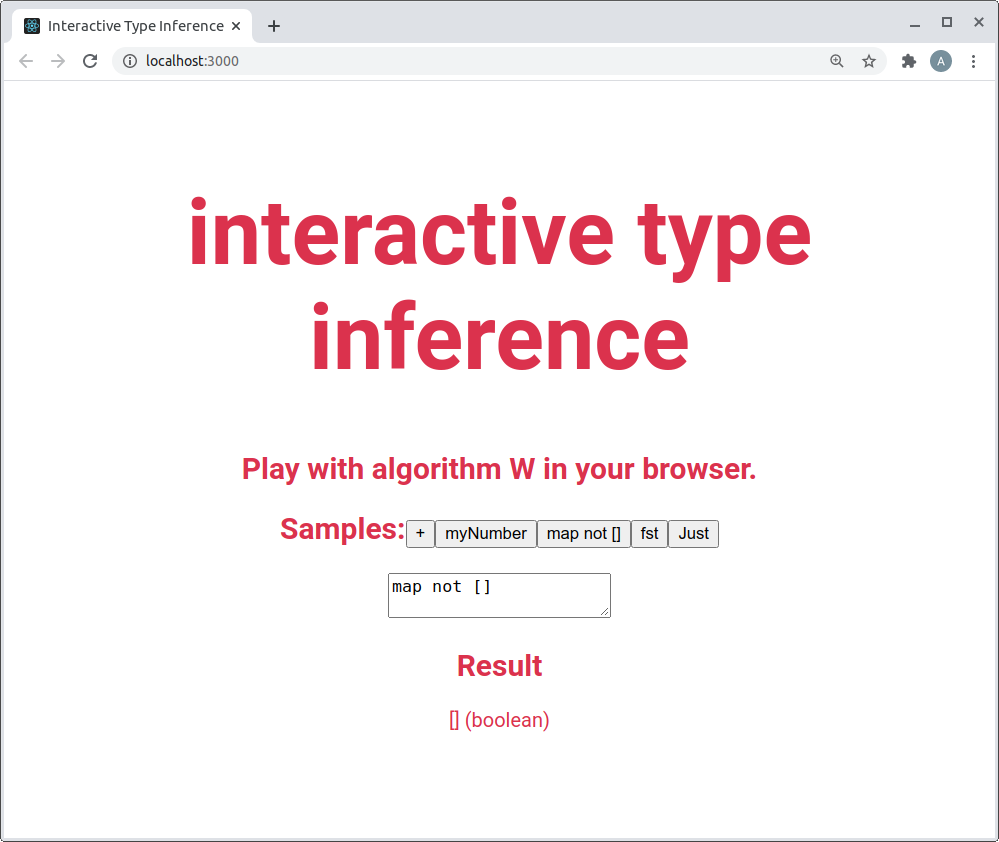 Interactive Type Inference
localhost:3000
A
interactive type
inference
Play with algorithm W in your browser.
Samples: + myNumber map not [] fst Just
map not []
Result
[] (boolean)